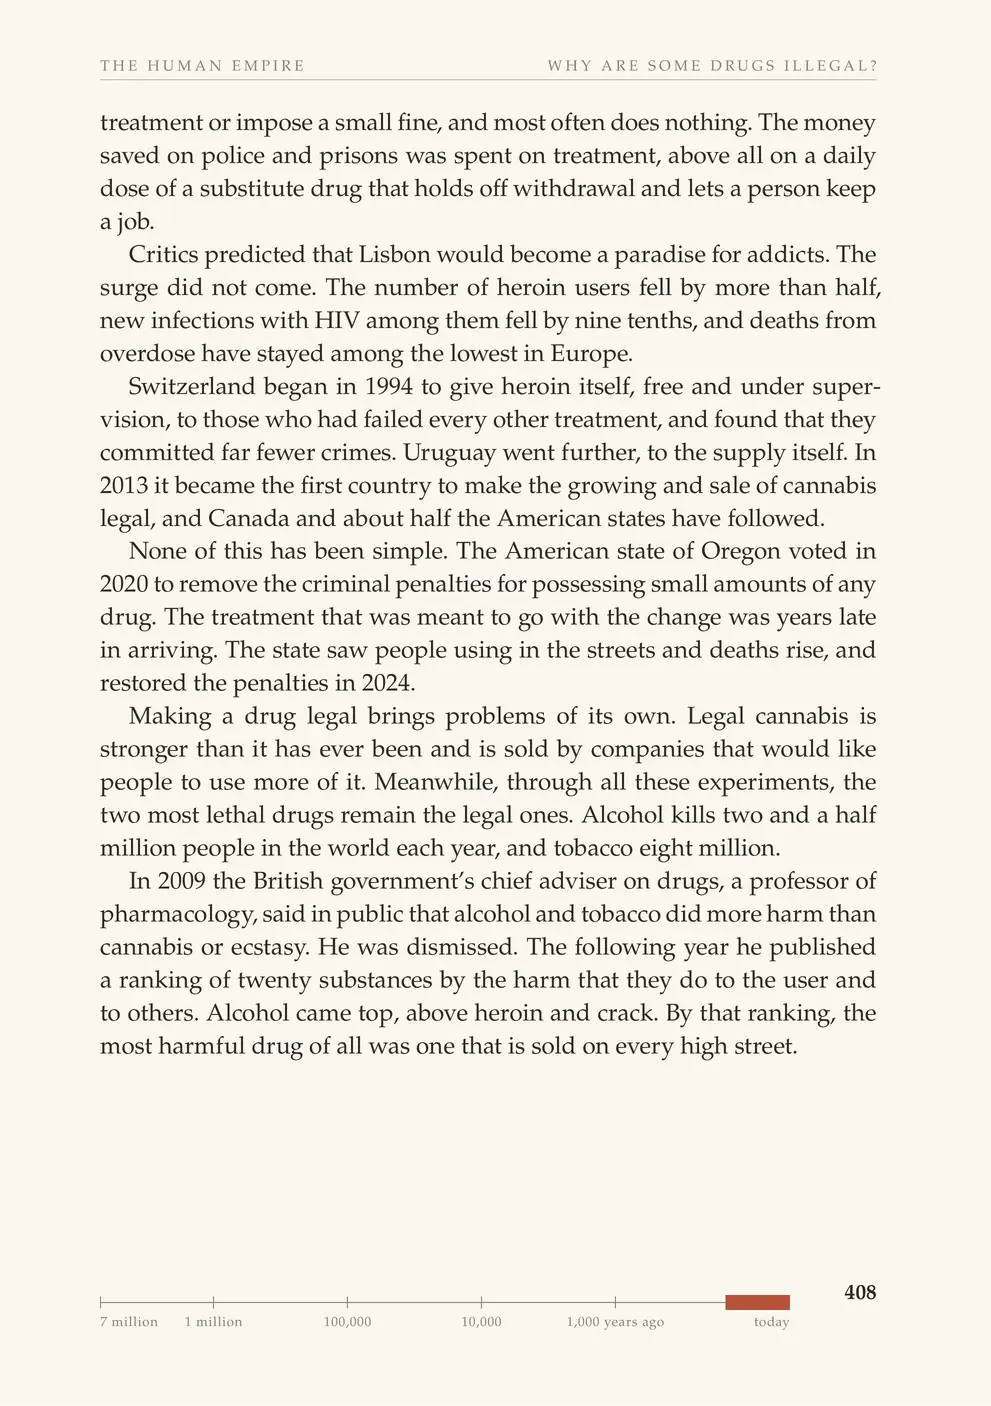 THE HUMAN EMPIRE
WHY ARE SOME DRUGS ILLEGAL?
treatment or impose a small fine, and most often does nothing. The money
saved on police and prisons was spent on treatment, above all on a daily
dose of a substitute drug that holds off withdrawal and lets a person keep
a job.
Critics predicted that Lisbon would become a paradise for addicts. The
surge did not come. The number of heroin users fell by more than half,
new infections with HIV among them fell by nine tenths, and deaths from
overdose have stayed among the lowest in Europe.
Switzerland began in 1994 to give heroin itself, free and under super-
vision, to those who had failed every other treatment, and found that they
committed far fewer crimes. Uruguay went further, to the supply itself. In
2013 it became the first country to make the growing and sale of cannabis
legal, and Canada and about half the American states have followed.
None of this has been simple. The American state of Oregon voted in
2020 to remove the criminal penalties for possessing small amounts of any
drug. The treatment that was meant to go with the change was years late
in arriving. The state saw people using in the streets and deaths rise, and
restored the penalties in 2024.
Making a drug legal brings problems of its own. Legal cannabis is
stronger than it has ever been and is sold by companies that would like
people to use more of it. Meanwhile, through all these experiments, the
two most lethal drugs remain the legal ones. Alcohol kills two and a half
million people in the world each year, and tobacco eight million.
In 2009 the British government’s chief adviser on drugs, a professor of
pharmacology, said in public that alcohol and tobacco did more harm than
cannabis or ecstasy. He was dismissed. The following year he published
a ranking of twenty substances by the harm that they do to the user and
to others. Alcohol came top, above heroin and crack. By that ranking, the
most harmful drug of all was one that is sold on every high street.
408
7 million
1 million
100,000
10,000
1,000 years ago
today